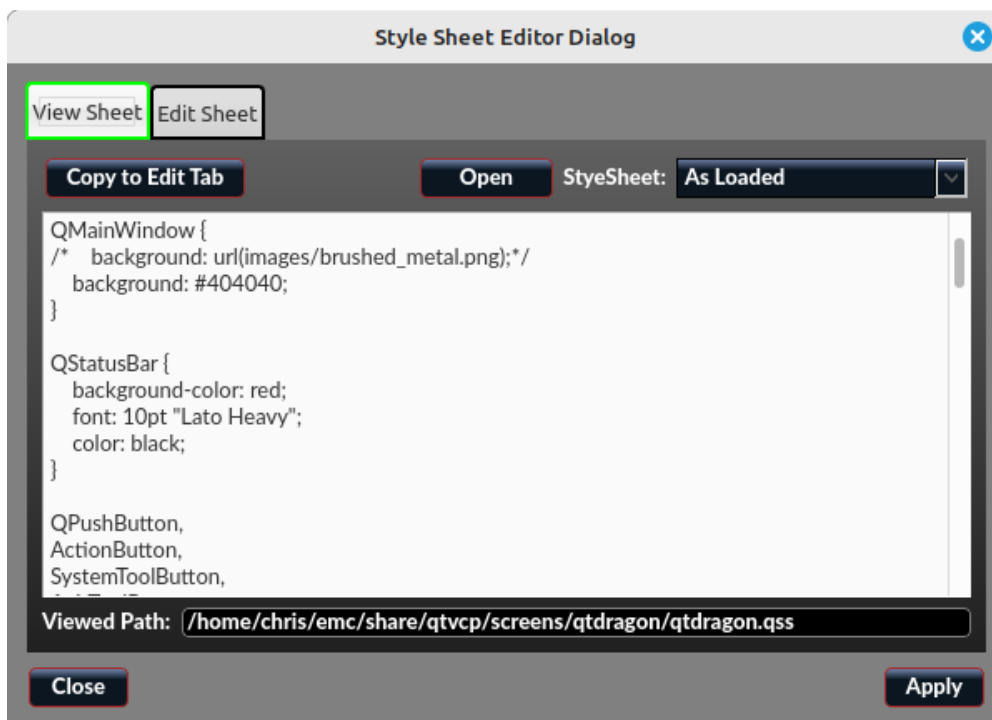 Style Sheet Editor Dialog
View Sheet Edit Sheet
Copy to Edit Tab Open StyeSheet: As Loaded
QMainWindow {
/*    background: url(images/brushed_metal.png);*/
    background: #404040;
}
QStatusBar {
    background-color: red;
    font: 10pt "Lato Heavy";
    color: black;
}
QPushButton,
ActionButton,
SystemToolButton,
Viewed Path: /home/chris/emc/share/qtvcp/screens/qtdragon/qtdragon.qss
Close Apply